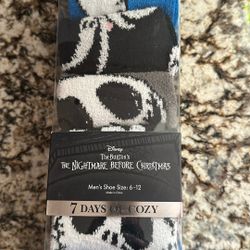 Disney
Tim Burton's
The Nightmare Before Christmas
Men's Shoe Size: 6-12
7 DAYS OF COZY